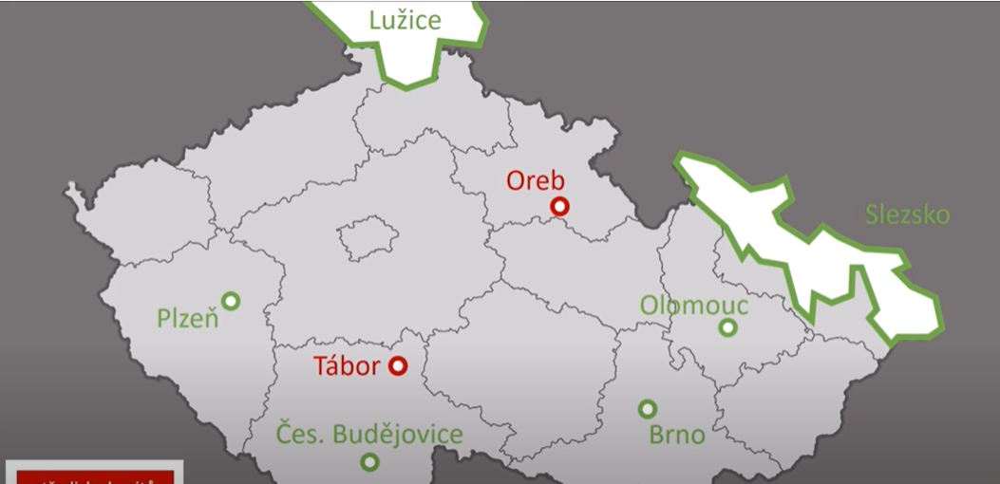 Lužice
Oreb
Slezsko
Plzeň
Olomouc
Tábor
Čes. Budějovice
Brno